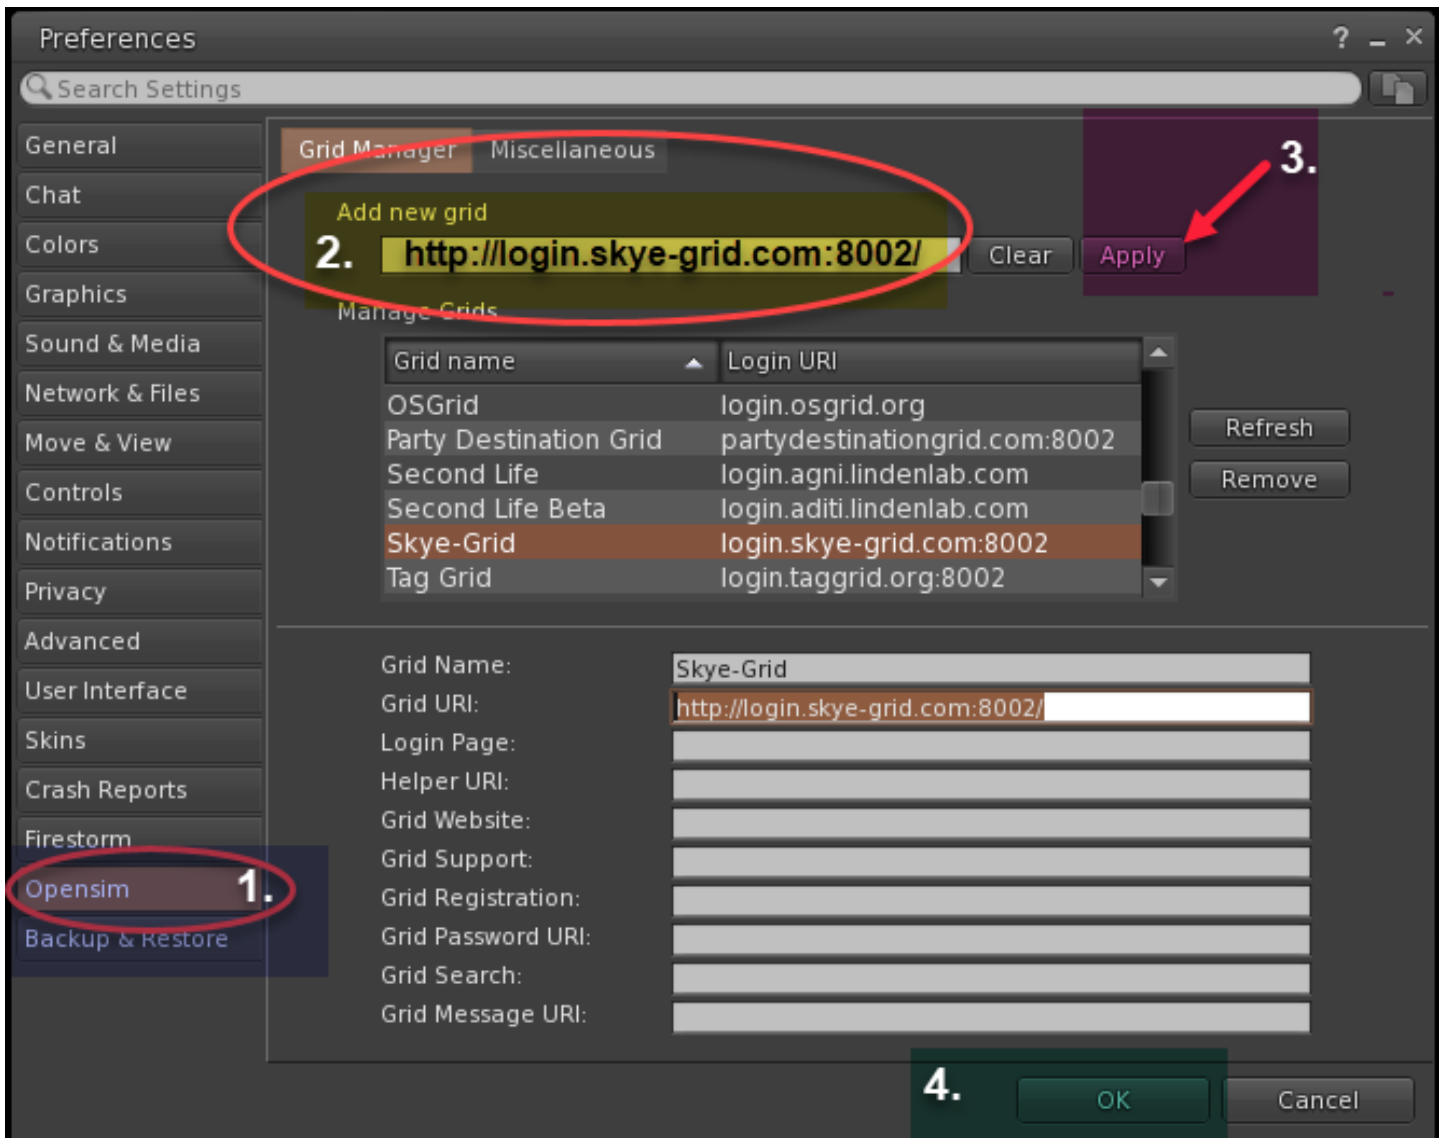 Preferences
? _ ×
Search Settings
General
Chat
Colors
Graphics
Sound & Media
Network & Files
Move & View
Controls
Notifications
Privacy
Advanced
User Interface
Skins
Crash Reports
Firestorm
Opensim 1.
Backup & Restore
Grid Manager Miscellaneous
3.
Add new grid
2. http://login.skye-grid.com:8002/ Clear Apply
Manage Grids
Grid name Login URI
OSGrid login.osgrid.org
Party Destination Grid partydestinationgrid.com:8002
Second Life login.agni.lindenlab.com
Second Life Beta login.aditi.lindenlab.com
Skye-Grid login.skye-grid.com:8002
Tag Grid login.taggrid.org:8002
Refresh
Remove
Grid Name: Skye-Grid
Grid URI: http://login.skye-grid.com:8002/
Login Page:
Helper URI:
Grid Website:
Grid Support:
Grid Registration:
Grid Password URI:
Grid Search:
Grid Message URI:
4. OK Cancel